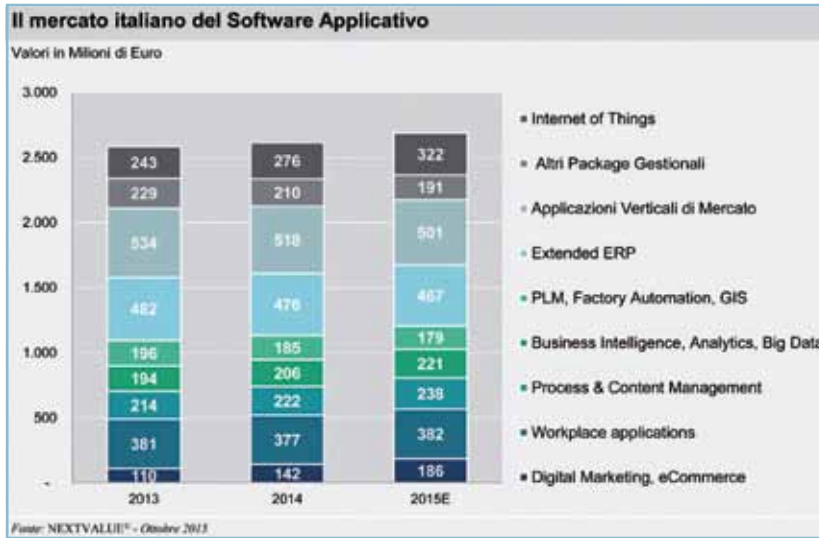 Il mercato italiano del Software Applicativo
Valori in Milioni di Euro
3.000
2.500
2.000
1.500
1.000
500
-
243
229
534
482
196
194
214
381
110
276
210
518
476
185
206
222
377
142
322
191
501
467
179
221
238
382
186
2013
2014
2015E
Internet of Things
Altri Package Gestionali
Applicazioni Verticali di Mercato
Extended ERP
PLM, Factory Automation, GIS
Business Intelligence, Analytics, Big Data
Process & Content Management
Workplace applications
Digital Marketing, eCommerce
Fonte: NEXTVALUE® - Ottobre 2015